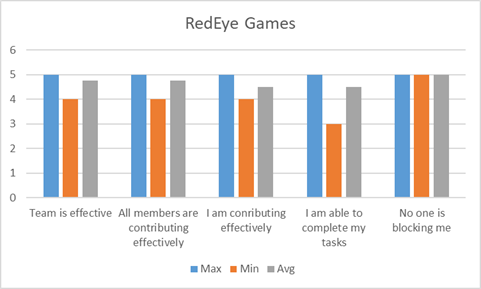 RedEye Games
6
5
4
3
2
1
0
Team is effective
All members are
contributing
effectively
I am conributing
effectively
I am able to
complete my
tasks
No one is
blocking me
Max
Min
Avg